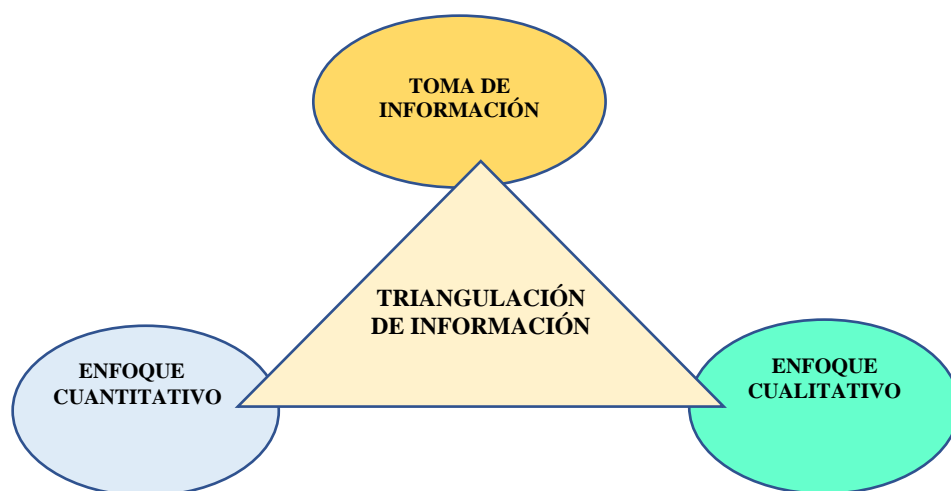 TOMA DE
INFORMACIÓN
TRIANGULACIÓN
DE INFORMACIÓN
ENFOQUE
CUANTITATIVO
ENFOQUE
CUALITATIVO